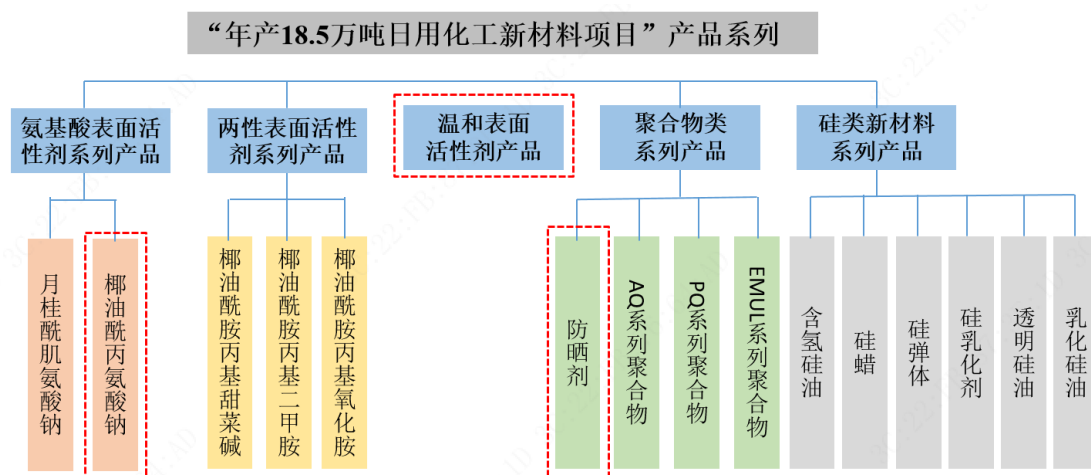 “年产18.5万吨日用化工新材料项目”产品系列
氨基酸表面活
性剂系列产品
两性表面活性
剂系列产品
温和表面
活性剂产品
聚合物类
系列产品
硅类新材料
系列产品
月桂酰肌氨酸钠
椰油酰丙氨酸钠
椰油酰胺丙基甜菜碱
椰油酰胺丙基二甲胺
椰油酰胺丙基氧化胺
防晒剂
AQ系列聚合物
PQ系列聚合物
EMUL系列聚合物
含氢硅油
硅蜡
硅弹体
硅乳化剂
透明硅油
乳化硅油